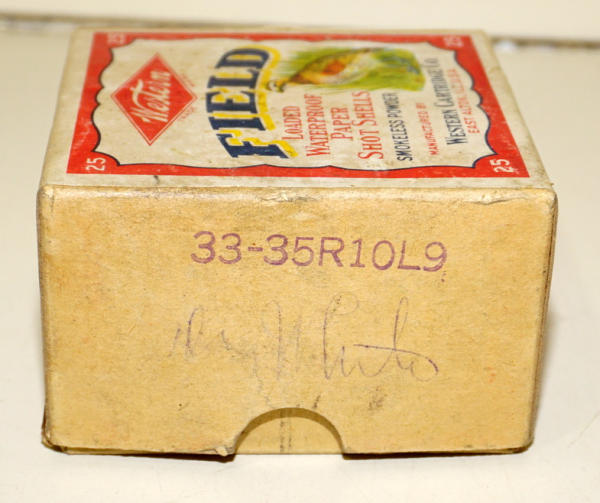 25
25
Western
FIELD
LOADED
WATERPROOF
PAPER
SHOT SHELLS
SMOKELESS POWDER
MANUFACTURED BY
WESTERN CARTRIDGE CO.
EAST ALTON, ILL., U.S.A.
25
25
33-35R10L9
White